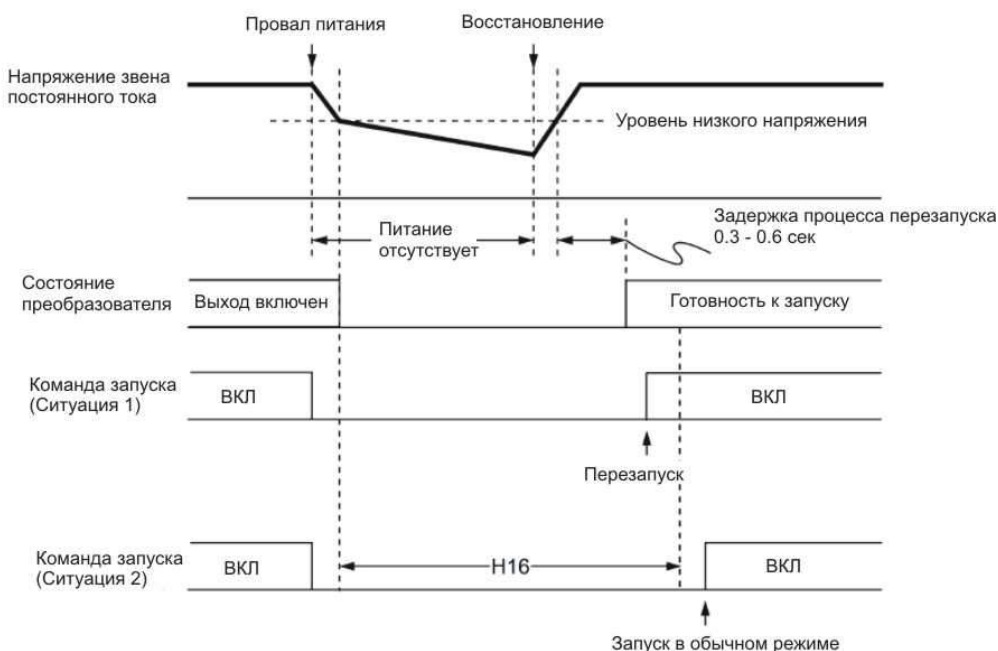 Провал питания
Восстановление
Напряжение звена
постоянного тока
Уровень низкого напряжения
Питание
отсутствует
Задержка процесса перезапуска
0.3 - 0.6 сек
Состояние
преобразователя
Выход включен
Готовность к запуску
Команда запуска
(Ситуация 1)
ВКЛ
ВКЛ
Перезапуск
Команда запуска
(Ситуация 2)
ВКЛ
H16
ВКЛ
Запуск в обычном режиме